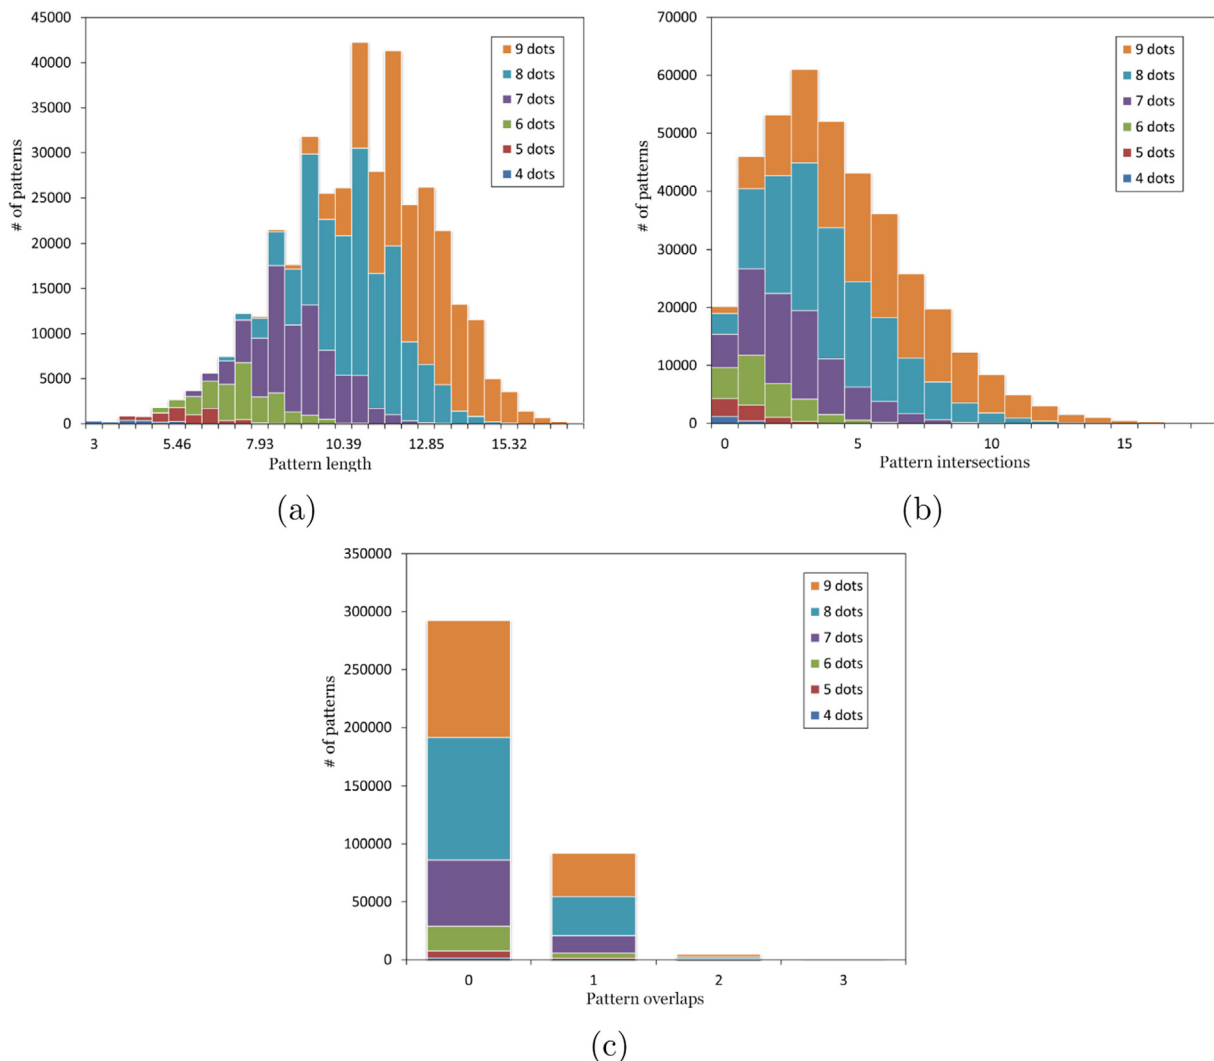 45000
40000
35000
30000
25000
20000
15000
10000
5000
0
# of patterns
9 dots
8 dots
7 dots
6 dots
5 dots
4 dots
3 5.46 7.93 10.39 12.85 15.32
Pattern length
(a)
70000
60000
50000
40000
30000
20000
10000
0
# of patterns
9 dots
8 dots
7 dots
6 dots
5 dots
4 dots
0 5 10 15
Pattern intersections
(b)
350000
300000
250000
200000
150000
100000
50000
0
# of patterns
9 dots
8 dots
7 dots
6 dots
5 dots
4 dots
0 1 2 3
Pattern overlaps
(c)